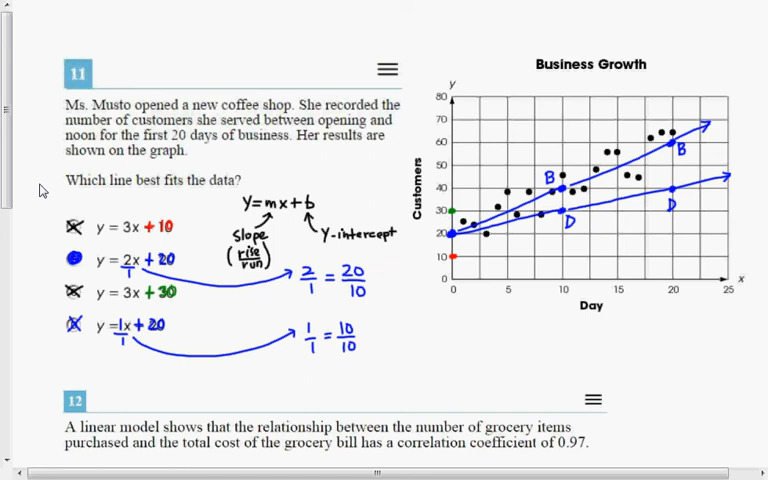 11
Ms. Musto opened a new coffee shop. She recorded the
number of customers she served between opening and
noon for the first 20 days of business. Her results are
shown on the graph.
Which line best fits the data?
y=mx+b
slope
(rise/run)
y-intercept
y = 3x +10
y = 2x/1 +20
2/1 = 20/10
y = 3x +30
y = 1x/1 +20
1/1 = 10/10
Business Growth
y
80
70
60
50
40
30
20
10
0
Customers
B
B
D
D
0 5 10 15 20 25
x
Day
12
A linear model shows that the relationship between the number of grocery items
purchased and the total cost of the grocery bill has a correlation coefficient of 0.97.